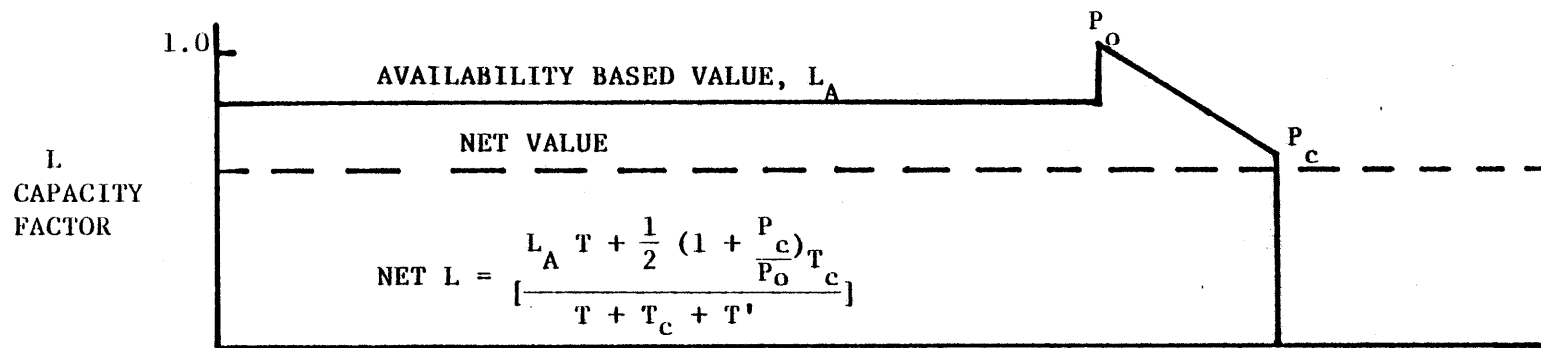 P_o
1.0
AVAILABILITY BASED VALUE, L_A
NET VALUE
P_c
L
CAPACITY
FACTOR
NET L = [ (L_A T + 1/2 (1 + P_c/P_o) T_c) / (T + T_c + T') ]